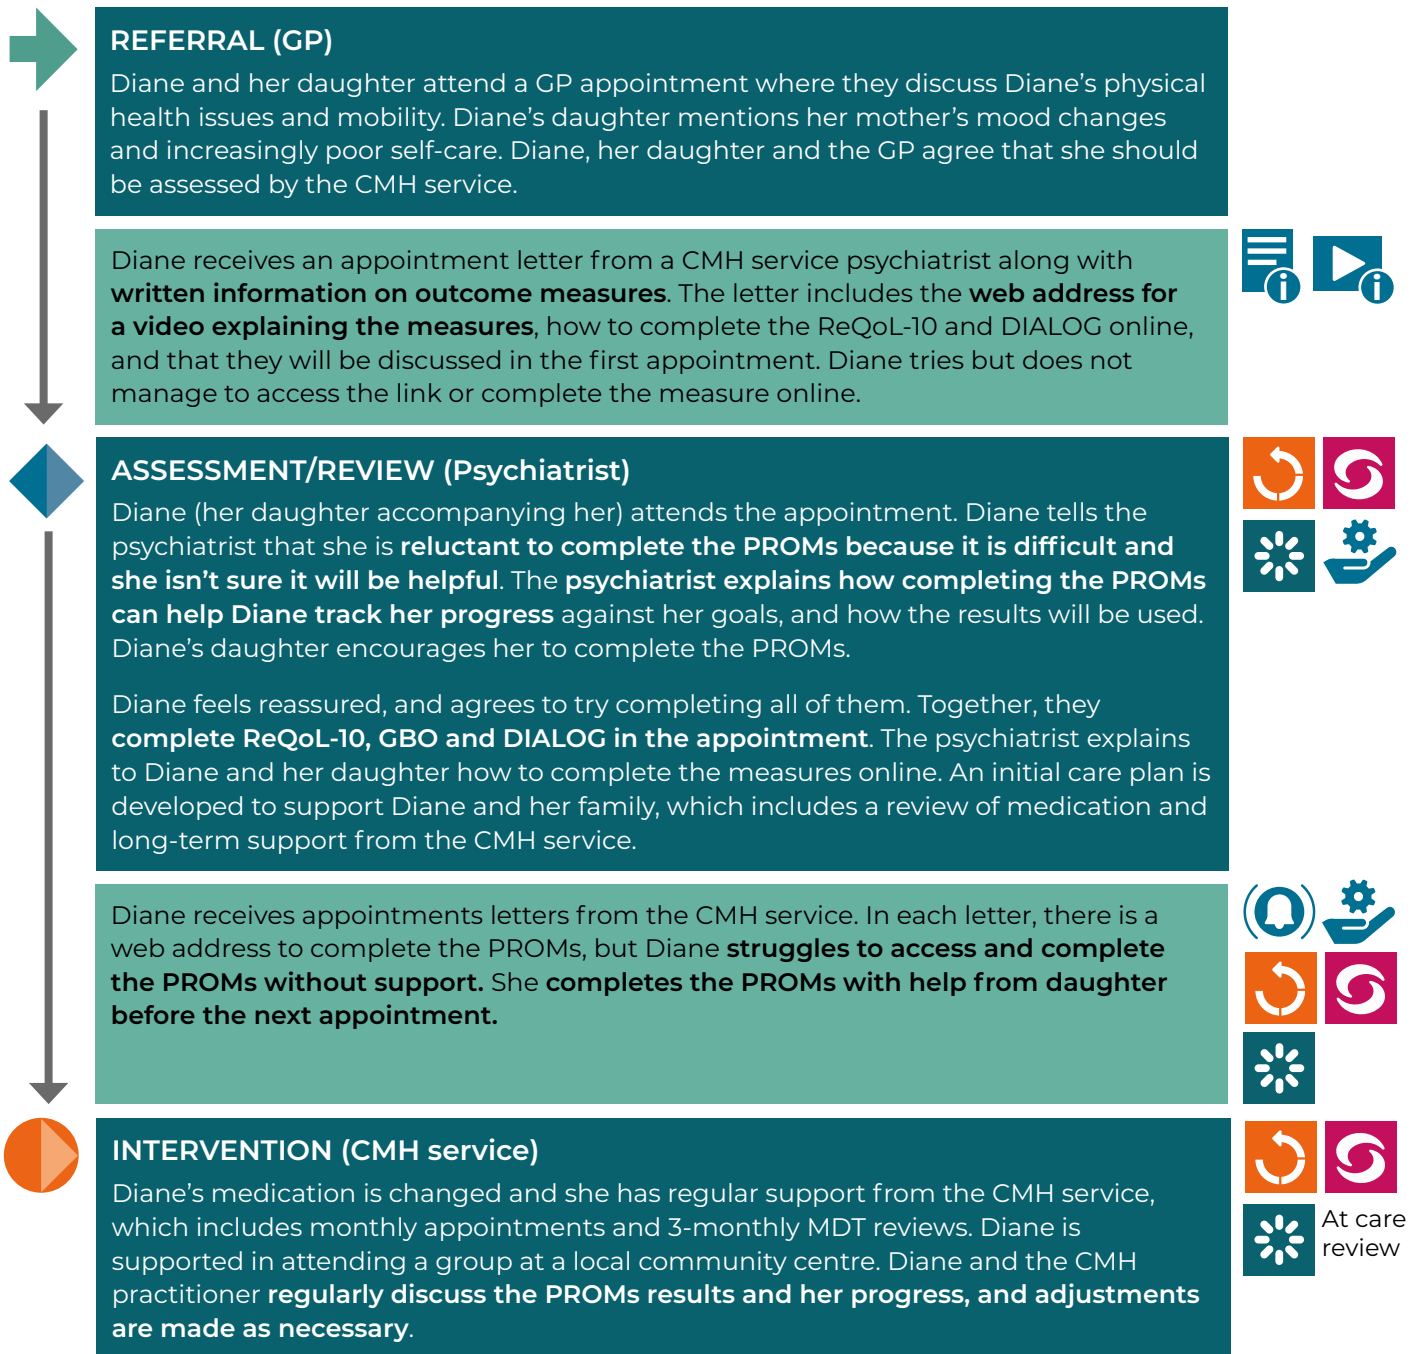 REFERRAL (GP)
Diane and her daughter attend a GP appointment where they discuss Diane’s physical
health issues and mobility. Diane’s daughter mentions her mother’s mood changes
and increasingly poor self-care. Diane, her daughter and the GP agree that she should
be assessed by the CMH service.
Diane receives an appointment letter from a CMH service psychiatrist along with
written information on outcome measures. The letter includes the web address for
a video explaining the measures, how to complete the ReQoL-10 and DIALOG online,
and that they will be discussed in the first appointment. Diane tries but does not
manage to access the link or complete the measure online.
ASSESSMENT/REVIEW (Psychiatrist)
Diane (her daughter accompanying her) attends the appointment. Diane tells the
psychiatrist that she is reluctant to complete the PROMs because it is difficult and
she isn’t sure it will be helpful. The psychiatrist explains how completing the PROMs
can help Diane track her progress against her goals, and how the results will be used.
Diane’s daughter encourages her to complete the PROMs.
Diane feels reassured, and agrees to try completing all of them. Together, they
complete ReQoL-10, GBO and DIALOG in the appointment. The psychiatrist explains
to Diane and her daughter how to complete the measures online. An initial care plan is
developed to support Diane and her family, which includes a review of medication and
long-term support from the CMH service.
Diane receives appointments letters from the CMH service. In each letter, there is a
web address to complete the PROMs, but Diane struggles to access and complete
the PROMs without support. She completes the PROMs with help from daughter
before the next appointment.
INTERVENTION (CMH service)
Diane’s medication is changed and she has regular support from the CMH service,
which includes monthly appointments and 3-monthly MDT reviews. Diane is
supported in attending a group at a local community centre. Diane and the CMH
practitioner regularly discuss the PROMs results and her progress, and adjustments
are made as necessary.
At care
review